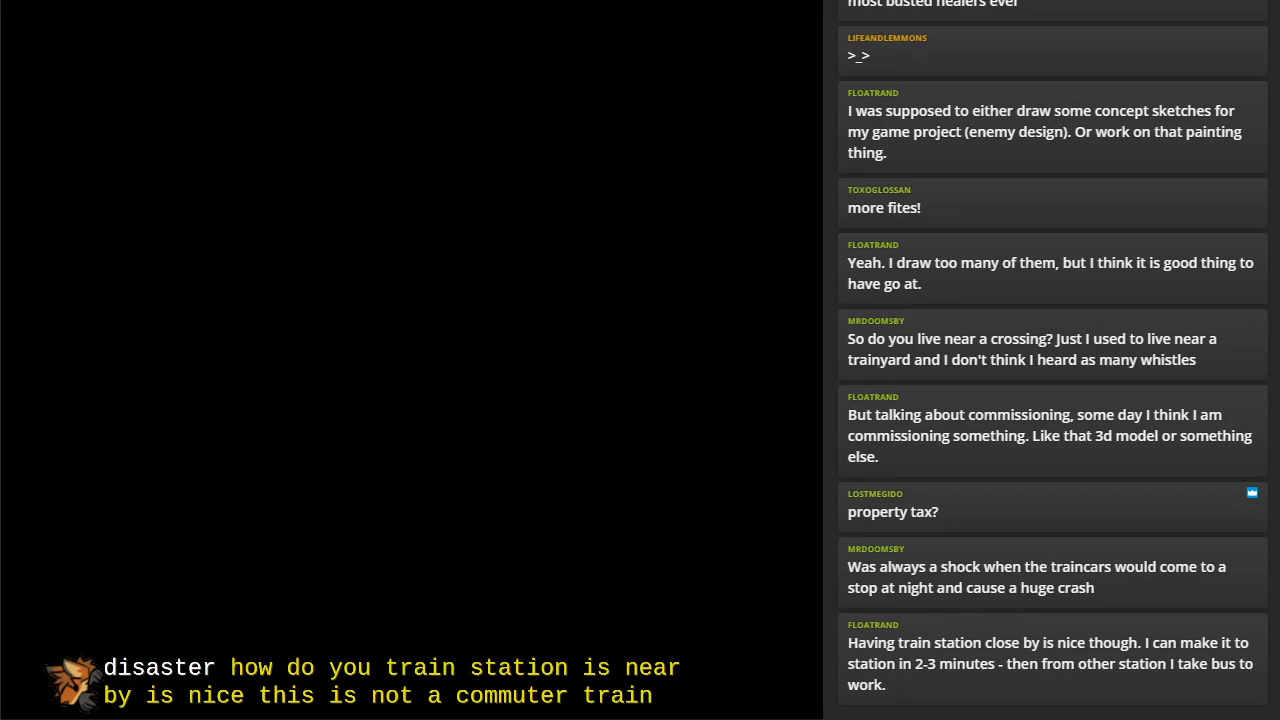 most busted healers ever
LIFEANDLEMMONS
>_>
FLOATRAND
I was supposed to either draw some concept sketches for
my game project (enemy design). Or work on that painting
thing.
TOXOGLOSSAN
more fites!
FLOATRAND
Yeah. I draw too many of them, but I think it is good thing to
have go at.
MRDOOMSBY
So do you live near a crossing? Just I used to live near a
trainyard and I don't think I heard as many whistles
FLOATRAND
But talking about commissioning, some day I think I am
commissioning something. Like that 3d model or something
else.
LOSTMEGIDO
property tax?
MRDOOMSBY
Was always a shock when the traincars would come to a
stop at night and cause a huge crash
FLOATRAND
Having train station close by is nice though. I can make it to
station in 2-3 minutes - then from other station I take bus to
work.
disaster how do you train station is near
by is nice this is not a commuter train